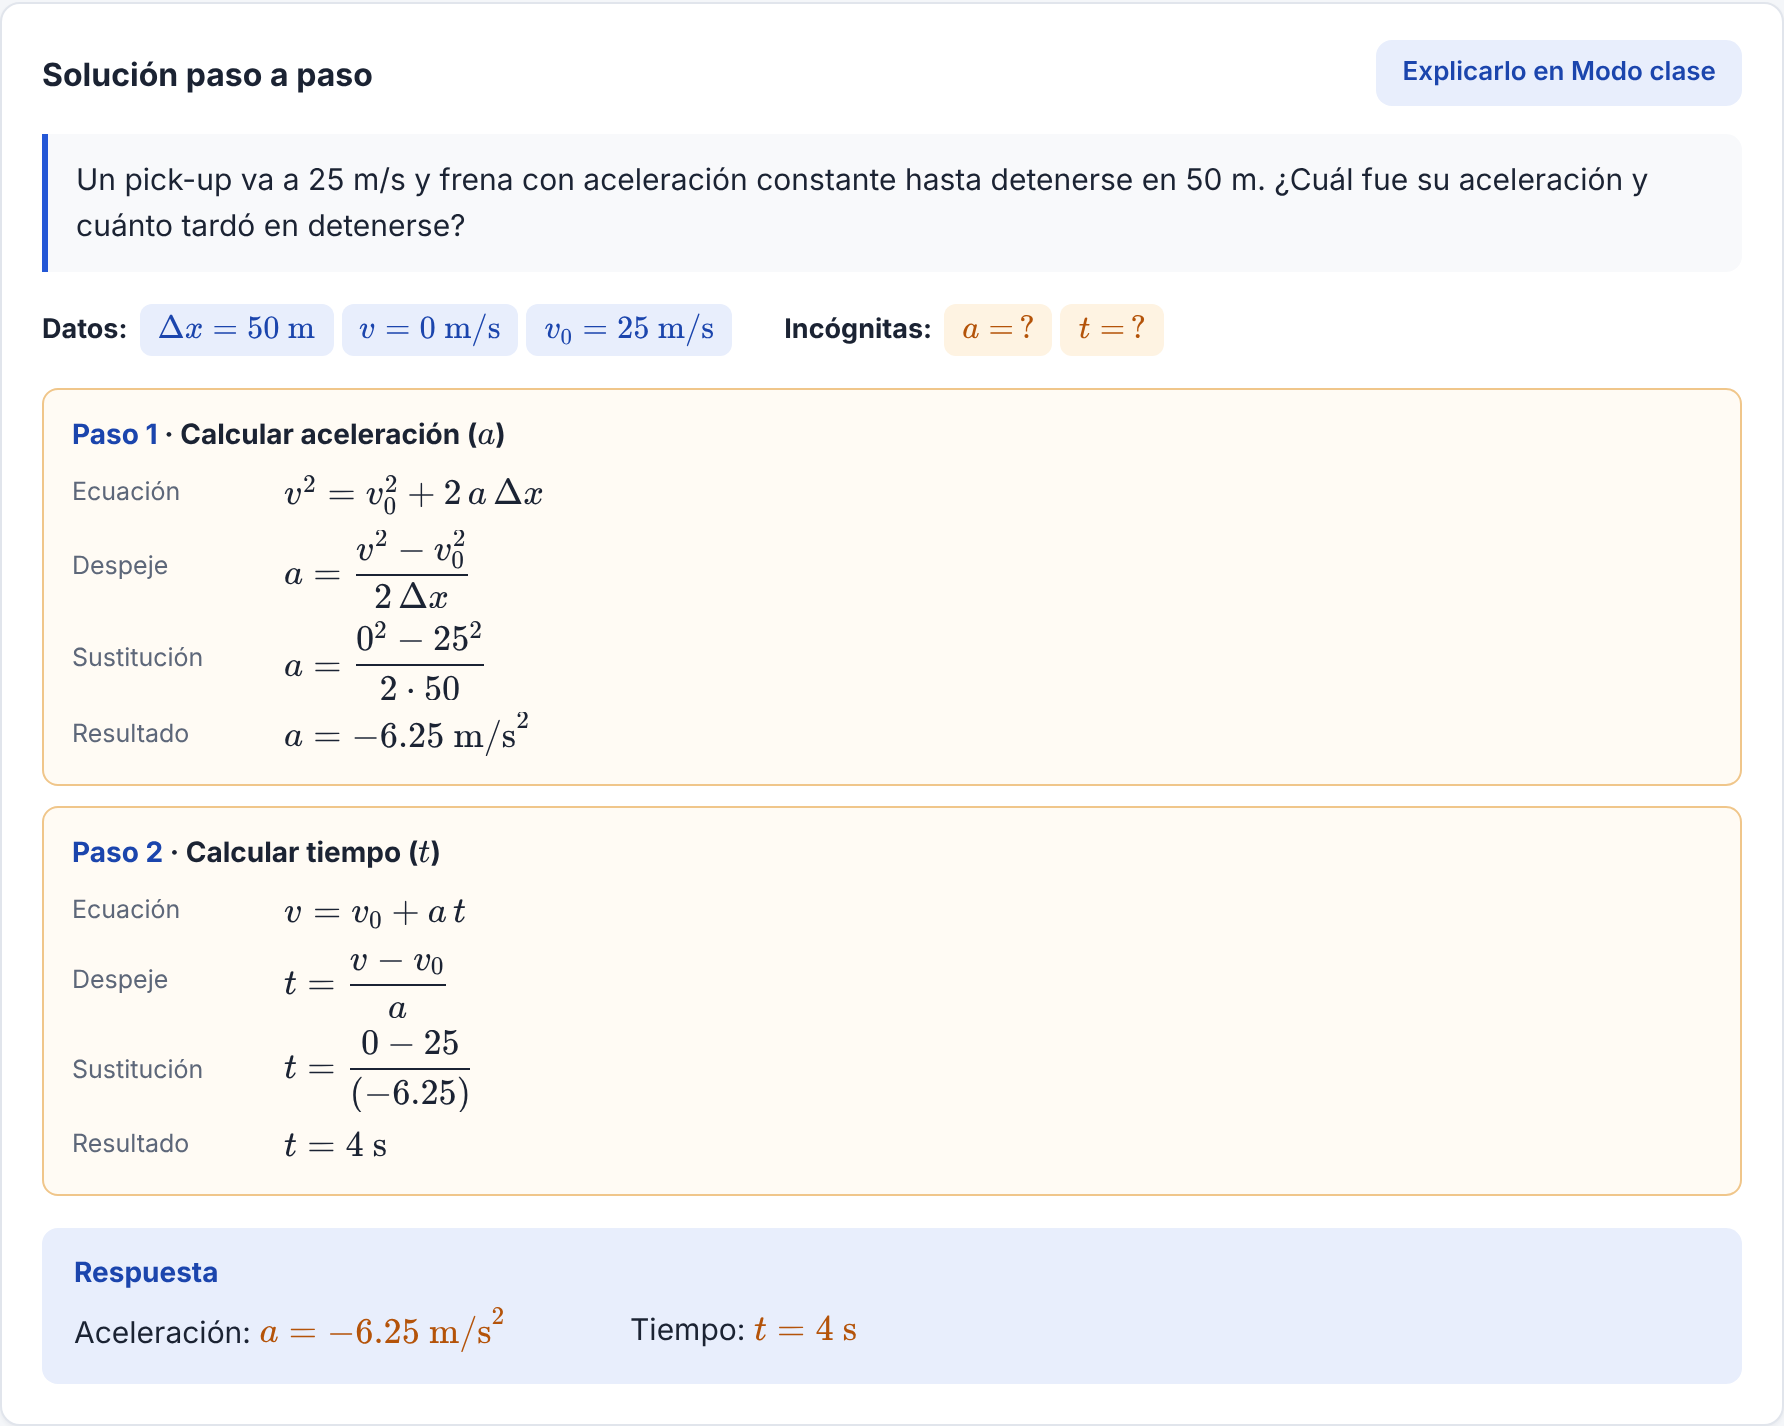 Solución paso a paso
Explicarlo en Modo clase
Un pick-up va a 25 m/s y frena con aceleración constante hasta detenerse en 50 m. ¿Cuál fue su aceleración y
cuánto tardó en detenerse?
Datos: Δx = 50 m v = 0 m/s v₀ = 25 m/s Incógnitas: a = ? t = ?
Paso 1 · Calcular aceleración (a)
Ecuación v² = v₀² + 2 a Δx
Despeje a = (v² − v₀²) / (2 Δx)
Sustitución a = (0² − 25²) / (2 · 50)
Resultado a = −6.25 m/s²
Paso 2 · Calcular tiempo (t)
Ecuación v = v₀ + a t
Despeje t = (v − v₀) / a
Sustitución t = (0 − 25) / (−6.25)
Resultado t = 4 s
Respuesta
Aceleración: a = −6.25 m/s² Tiempo: t = 4 s